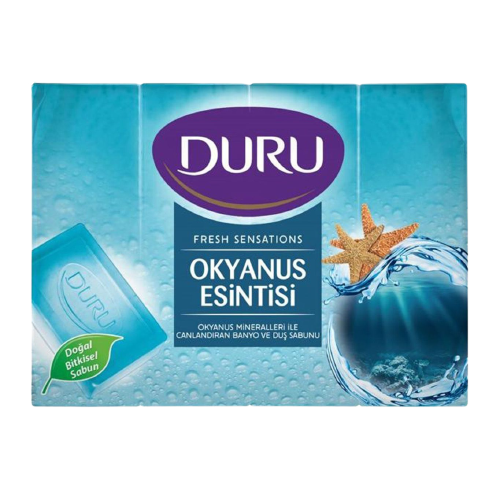 DURU
FRESH SENSATIONS
OKYANUS
ESİNTİSİ
OKYANUS MİNERALLERİ İLE
CANLANDIRAN BANYO VE DUŞ SABUNU
DURU
Doğal
Bitkisel
Sabun